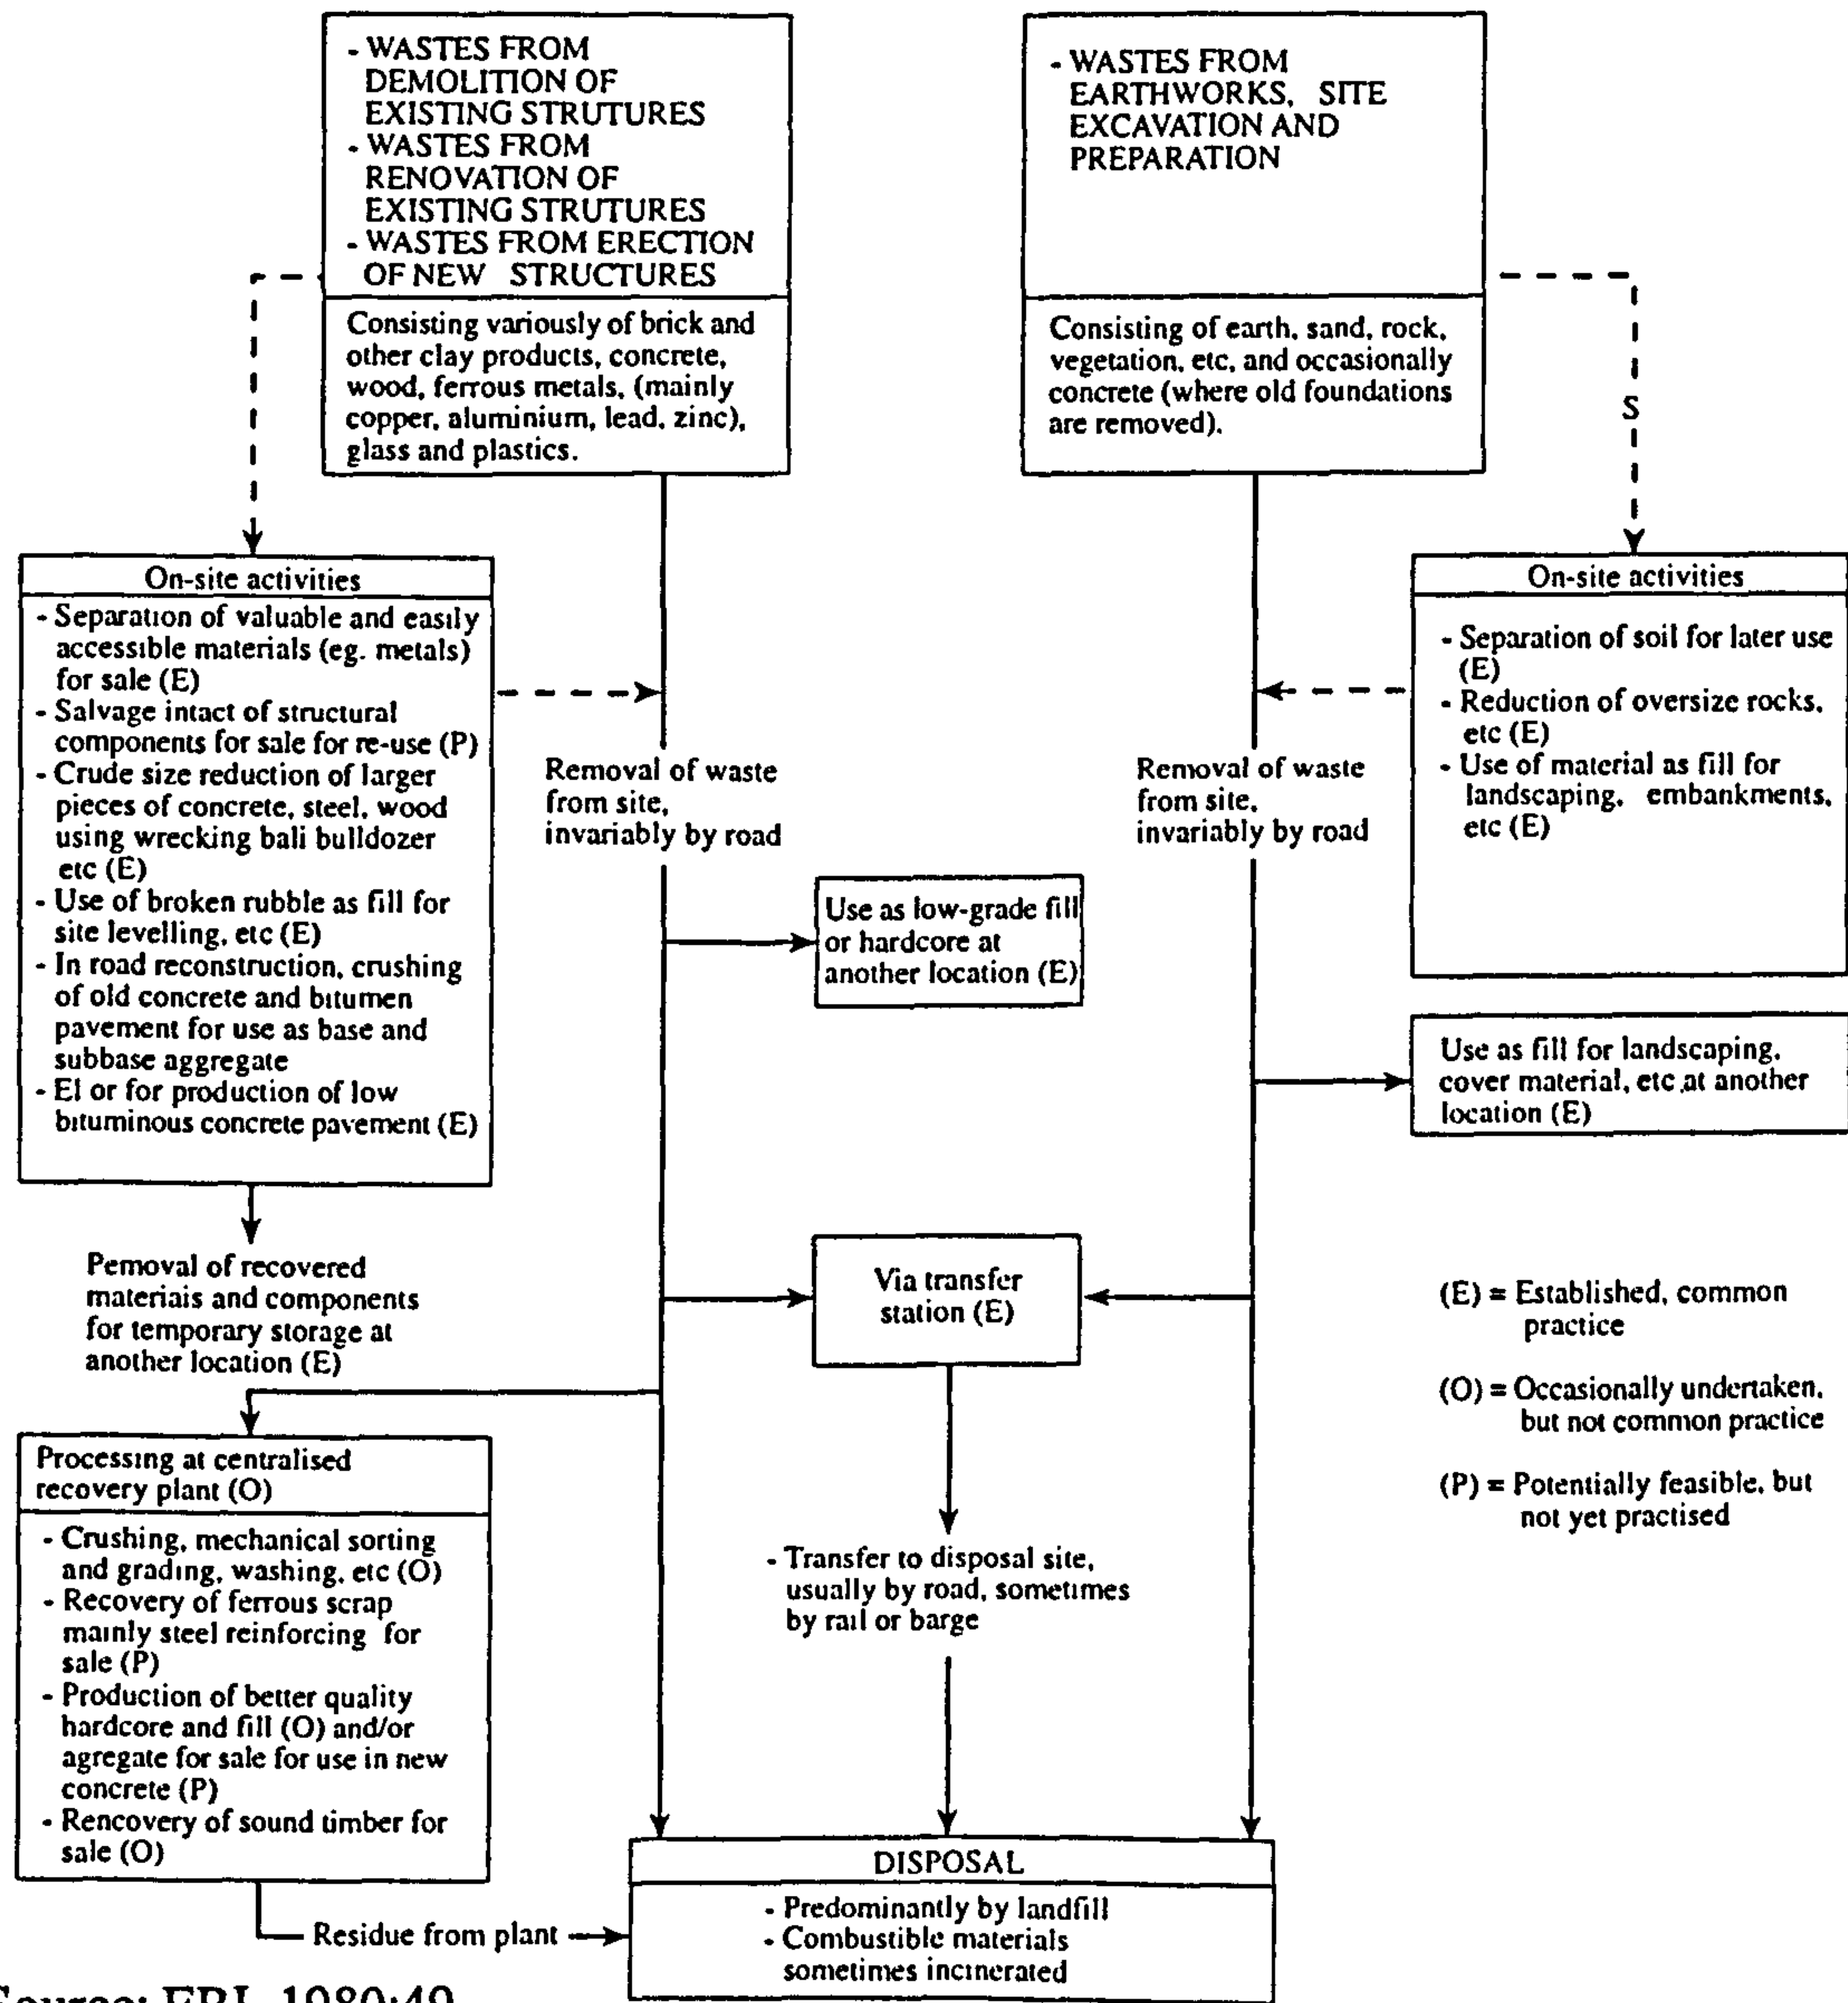 - WASTES FROM
DEMOLITION OF
EXISTING STRUTURES
- WASTES FROM
RENOVATION OF
EXISTING STRUTURES
- WASTES FROM ERECTION
OF NEW STRUCTURES
Consisting variously of brick and
other clay products, concrete,
wood, ferrous metals, (mainly
copper, aluminium, lead, zinc),
glass and plastics.
- WASTES FROM
EARTHWORKS, SITE
EXCAVATION AND
PREPARATION
Consisting of earth, sand, rock,
vegetation, etc, and occasionally
concrete (where old foundations
are removed).
S
On-site activities
- Separation of valuable and easily
accessible materials (eg. metals)
for sale (E)
- Salvage intact of structural
components for sale for re-use (P)
- Crude size reduction of larger
pieces of concrete, steel, wood
using wrecking bali bulldozer
etc (E)
- Use of broken rubble as fill for
site levelling, etc (E)
- In road reconstruction, crushing
of old concrete and bitumen
pavement for use as base and
subbase aggregate
- El or for production of low
bituminous concrete pavement (E)
Removal of waste
from site,
invariably by road
Removal of waste
from site,
invariably by road
On-site activities
- Separation of soil for later use
(E)
- Reduction of oversize rocks,
etc (E)
- Use of material as fill for
landscaping, embankments,
etc (E)
Use as low-grade fill
or hardcore at
another location (E)
Use as fill for landscaping,
cover material, etc ,at another
location (E)
Pemoval of recovered
materiais and components
for temporary storage at
another location (E)
Via transfer
station (E)
(E) = Established, common
practice
(O) = Occasionally undertaken,
but not common practice
(P) = Potentially feasible, but
not yet practised
Processing at centralised
recovery plant (O)
- Crushing, mechanical sorting
and grading, washing, etc (O)
- Recovery of ferrous scrap
mainly steel reinforcing for
sale (P)
- Production of better quality
hardcore and fill (O) and/or
agregate for sale for use in new
concrete (P)
- Rencovery of sound timber for
sale (O)
- Transfer to disposal site,
usually by road, sometimes
by rail or barge
Residue from plant
DISPOSAL
- Predominantly by landfill
- Combustible materials
sometimes incinerated